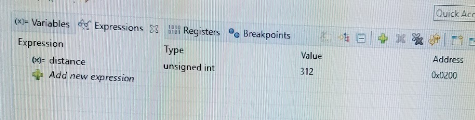 Quick Acc
(x)= Variables Expressions Registers Breakpoints
Expression Type Value Address
(x)= distance unsigned int 312 0x0200
Add new expression